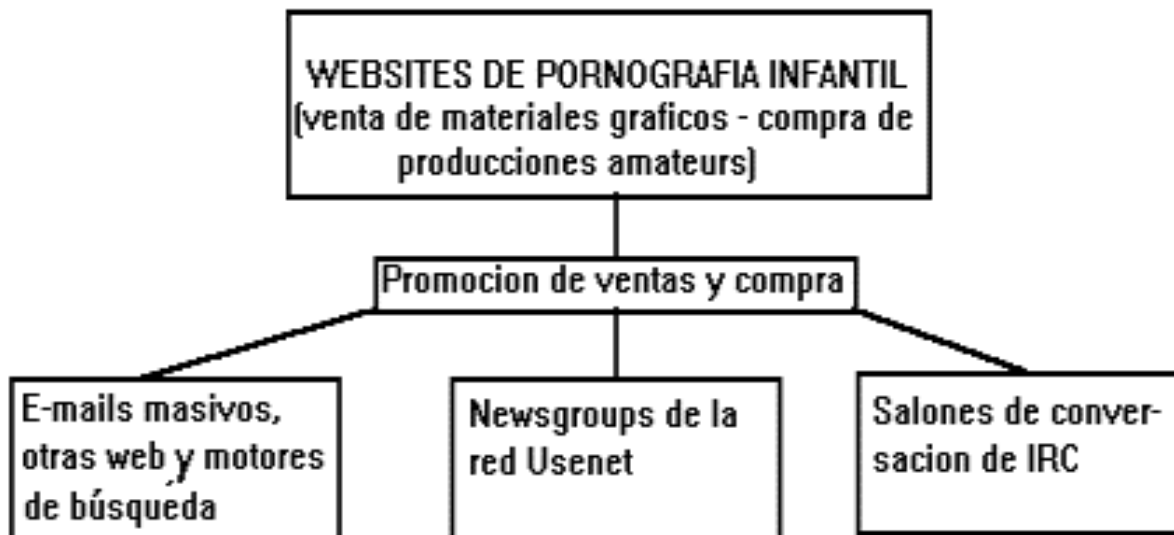 WEBSITES DE PORNOGRAFIA INFANTIL
(venta de materiales graficos - compra de
producciones amateurs)
Promocion de ventas y compra
E-mails masivos,
otras web y motores
de búsqueda
Newsgroups de la
red Usenet
Salones de conver-
sacion de IRC